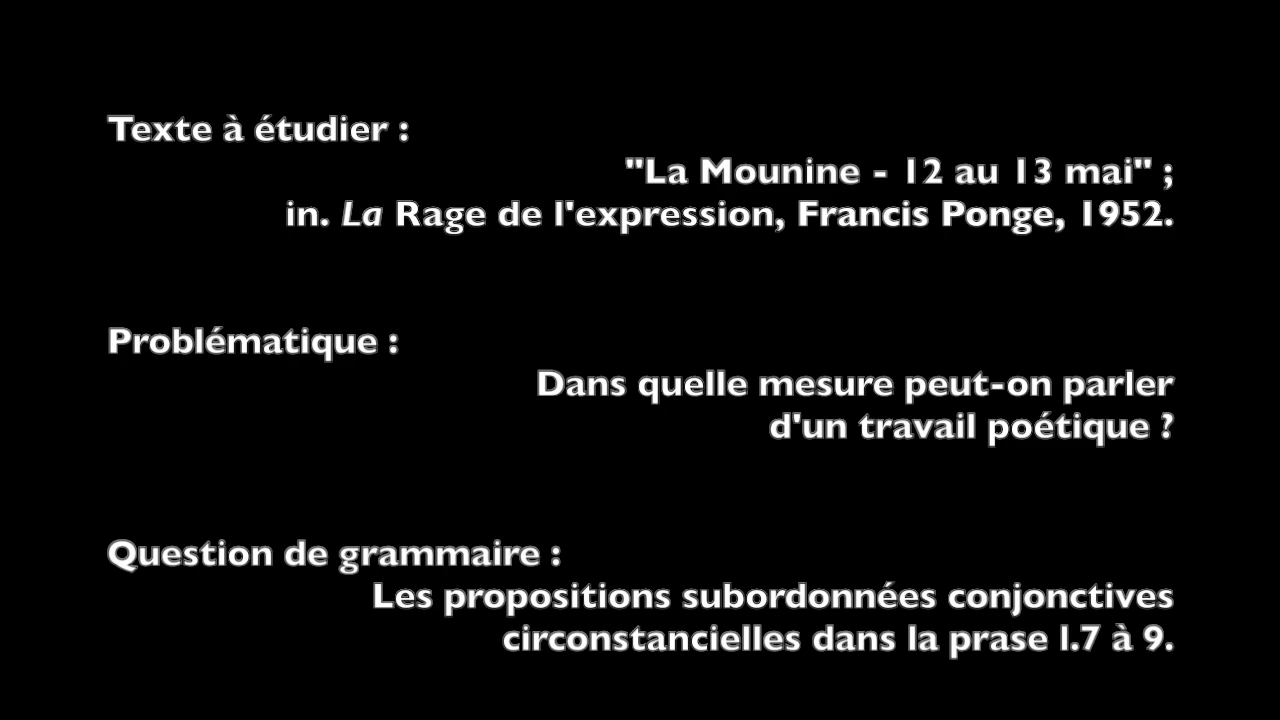 Texte à étudier :
"La Mounine - 12 au 13 mai" ;
in. La Rage de l'expression, Francis Ponge, 1952.
Problématique :
Dans quelle mesure peut-on parler
d'un travail poétique ?
Question de grammaire :
Les propositions subordonnées conjonctives
circonstancielles dans la prase l.7 à 9.